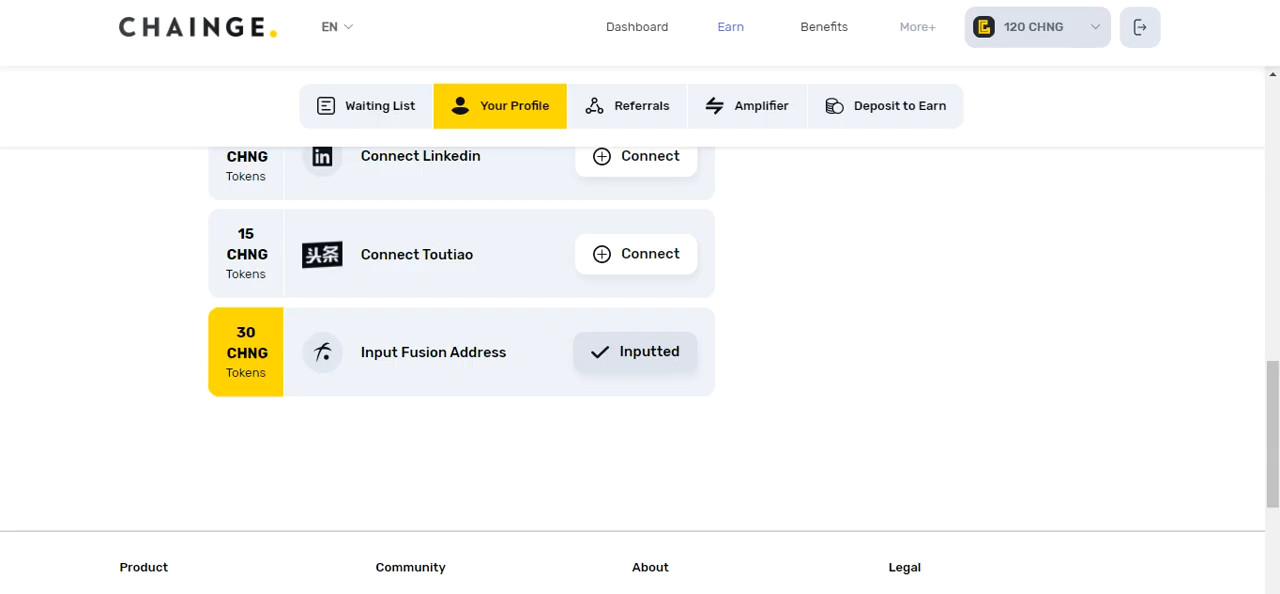 CHAINGE.
EN
Dashboard
Earn
Benefits
More+
120 CHNG
Waiting List
Your Profile
Referrals
Amplifier
Deposit to Earn
CHNG
Tokens
in
Connect Linkedin
Connect
15
CHNG
Tokens
头条
Connect Toutiao
Connect
30
CHNG
Tokens
Input Fusion Address
Inputted
Product
Community
About
Legal